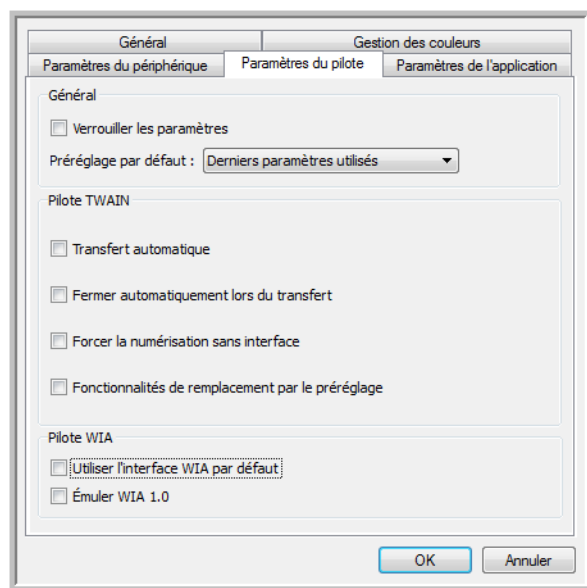 Général
Gestion des couleurs
Paramètres du périphérique
Paramètres du pilote
Paramètres de l'application
Général
Verrouiller les paramètres
Préréglage par défaut : Derniers paramètres utilisés
Pilote TWAIN
Transfert automatique
Fermer automatiquement lors du transfert
Forcer la numérisation sans interface
Fonctionnalités de remplacement par le préréglage
Pilote WIA
Utiliser l'interface WIA par défaut
Émuler WIA 1.0
OK
Annuler